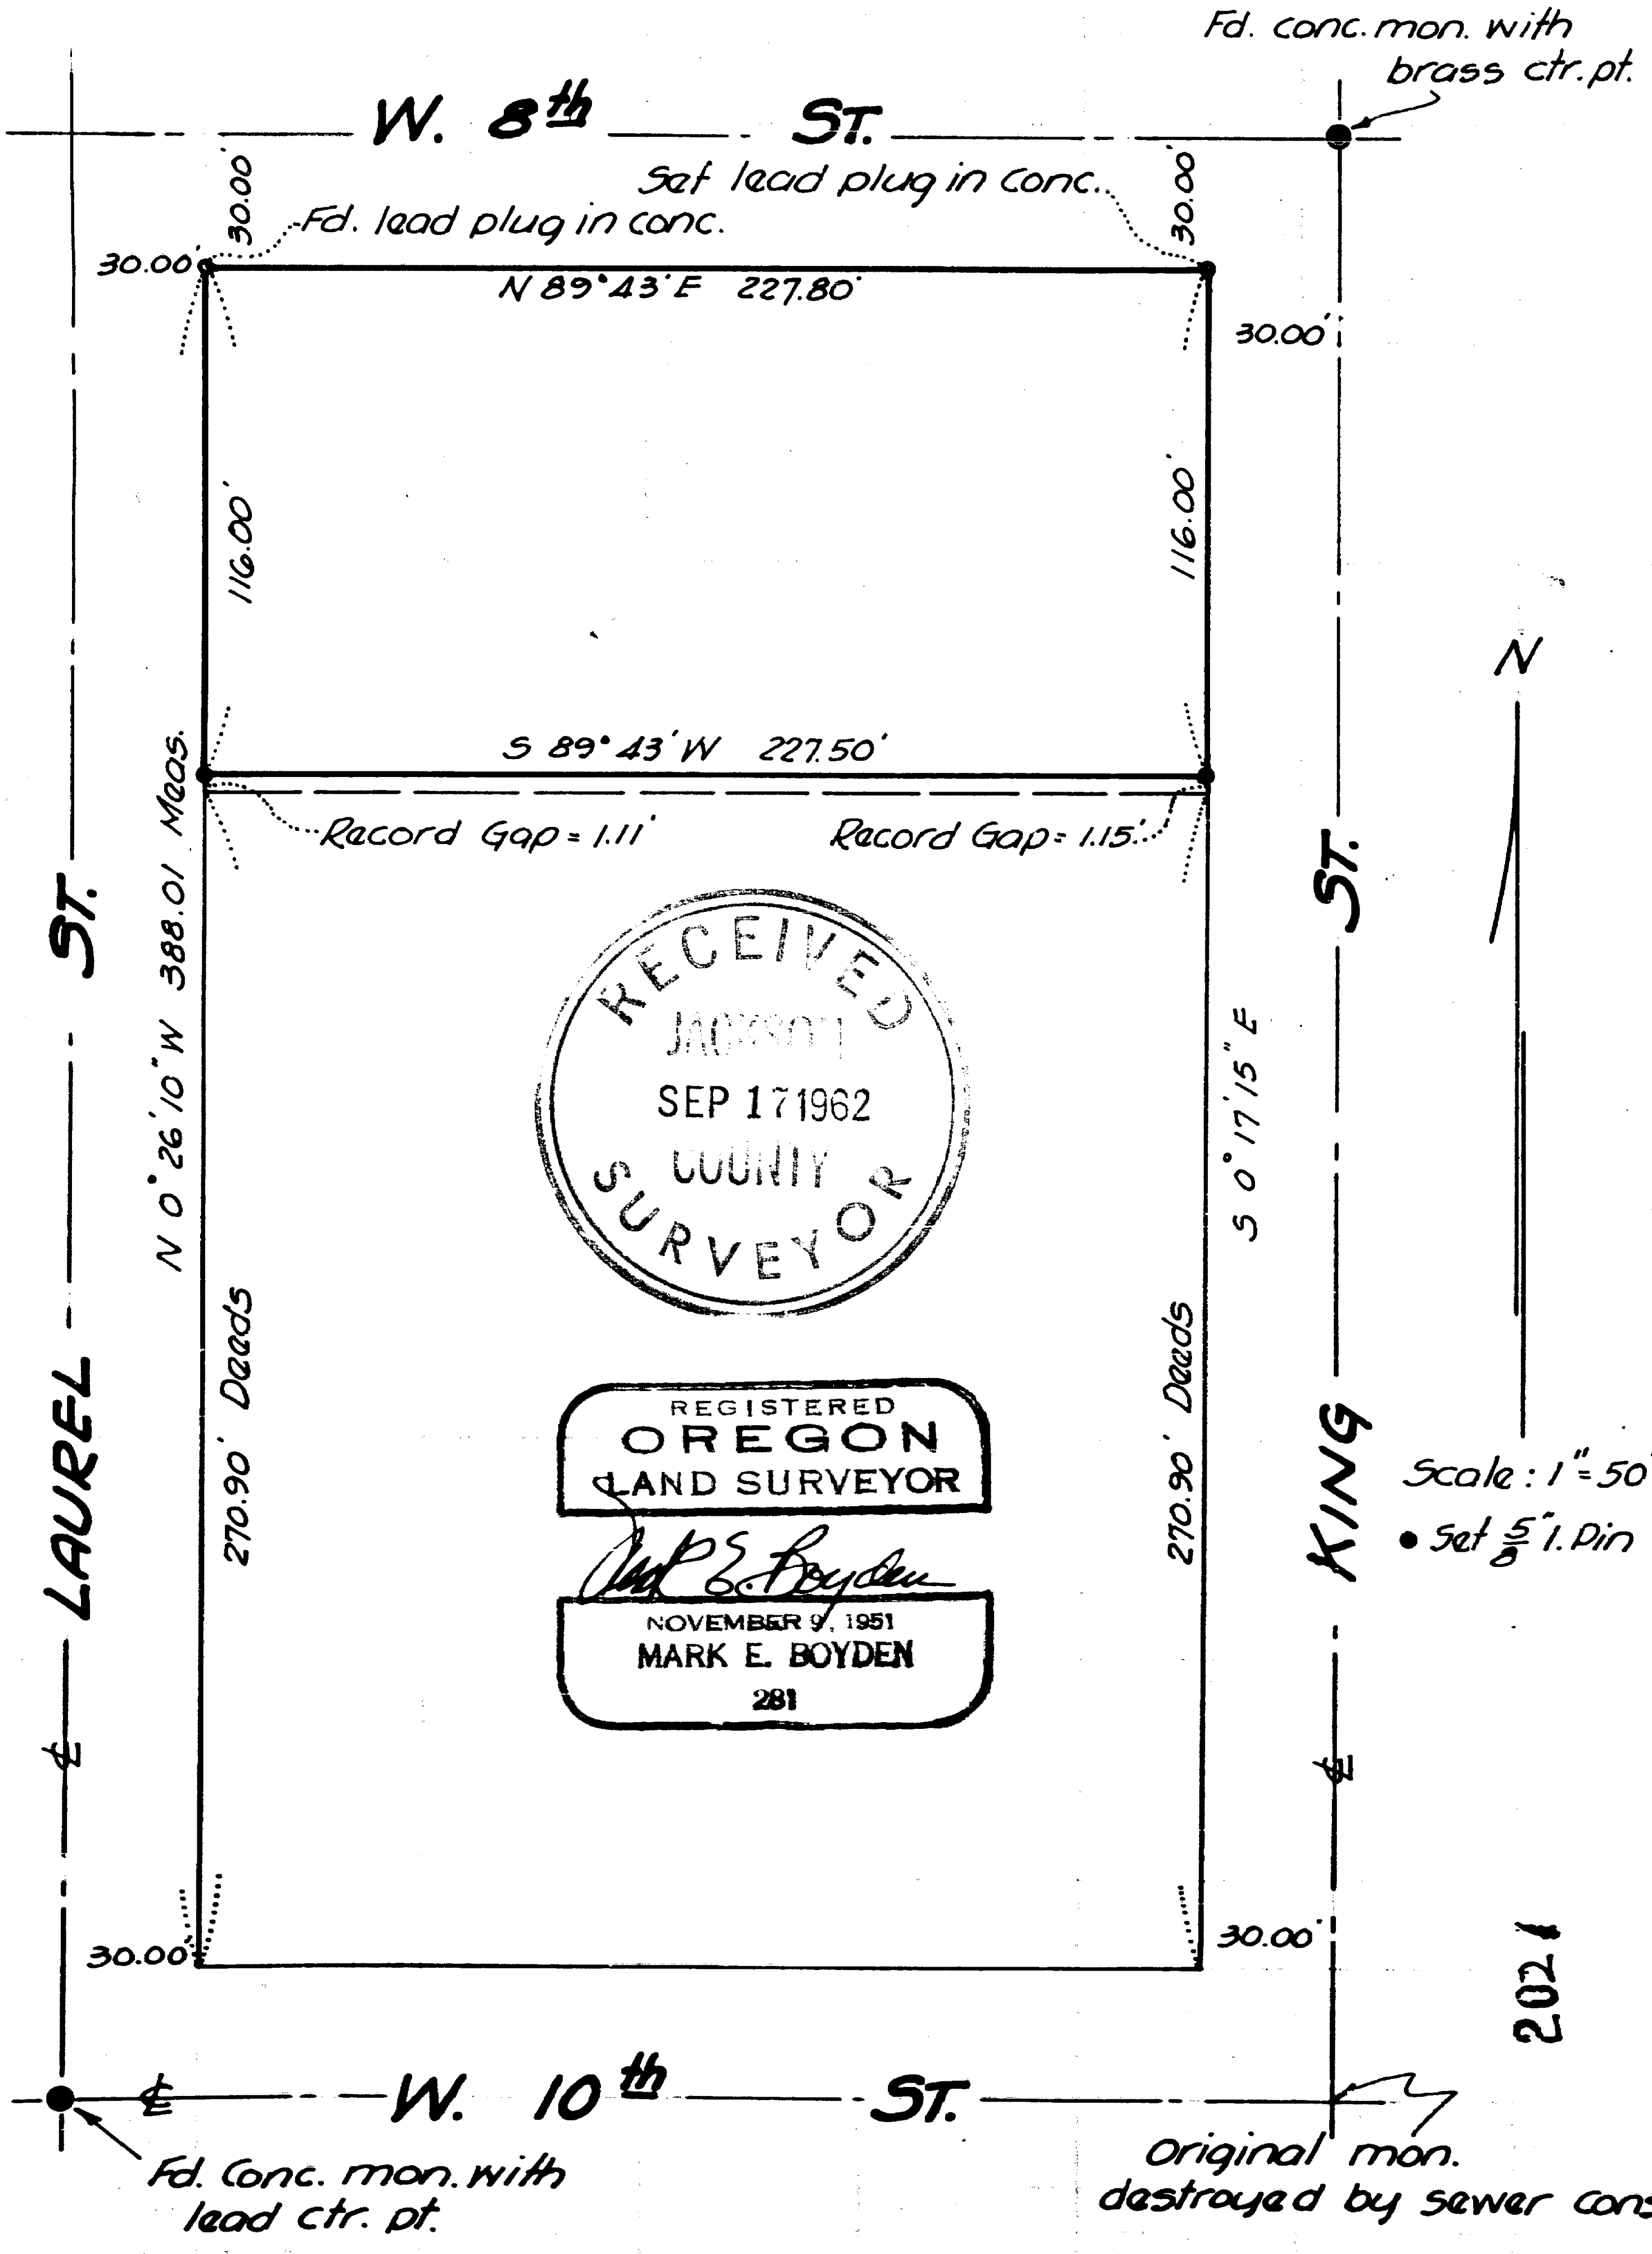 Fd. conc. mon. with
brass ctr. pt.
W. 8th ST.
30.00'
30.00'
Set lead plug in conc.
Fd. lead plug in conc.
30.00'
N 89° 43' E 227.80'
30.00'
116.00'
116.00'
N
S 89° 43' W 227.50'
Record Gap = 1.11'
Record Gap = 1.15'
N 0° 26' 10" W 388.01 Meas.
S 0° 17' 15" E
LAUREL ST.
KING ST.
RECEIVED
JACKSON
SEP 17 1962
COUNTY
SURVEYOR
270.90' Deeds
270.90' Deeds
REGISTERED
OREGON
LAND SURVEYOR
Mark E. Boyden
NOVEMBER 9, 1951
MARK E. BOYDEN
281
Scale: 1" = 50'
Set 5/8" I. Pin
30.00'
30.00'
2021
W. 10th ST.
Fd. Conc. mon. with
lead ctr. pt.
Original mon.
destroyed by sewer cons